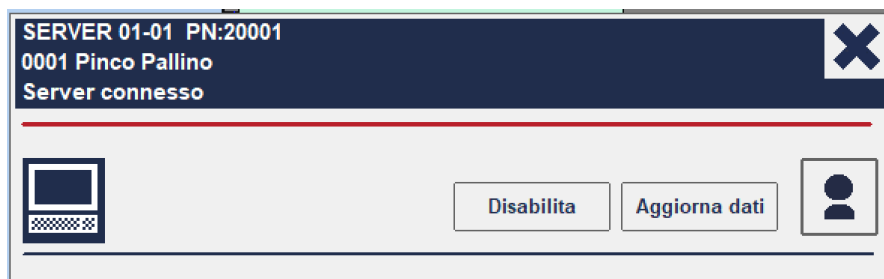 SERVER 01-01 PN:20001
0001 Pinco Pallino
Server connesso
Disabilita
Aggiorna dati